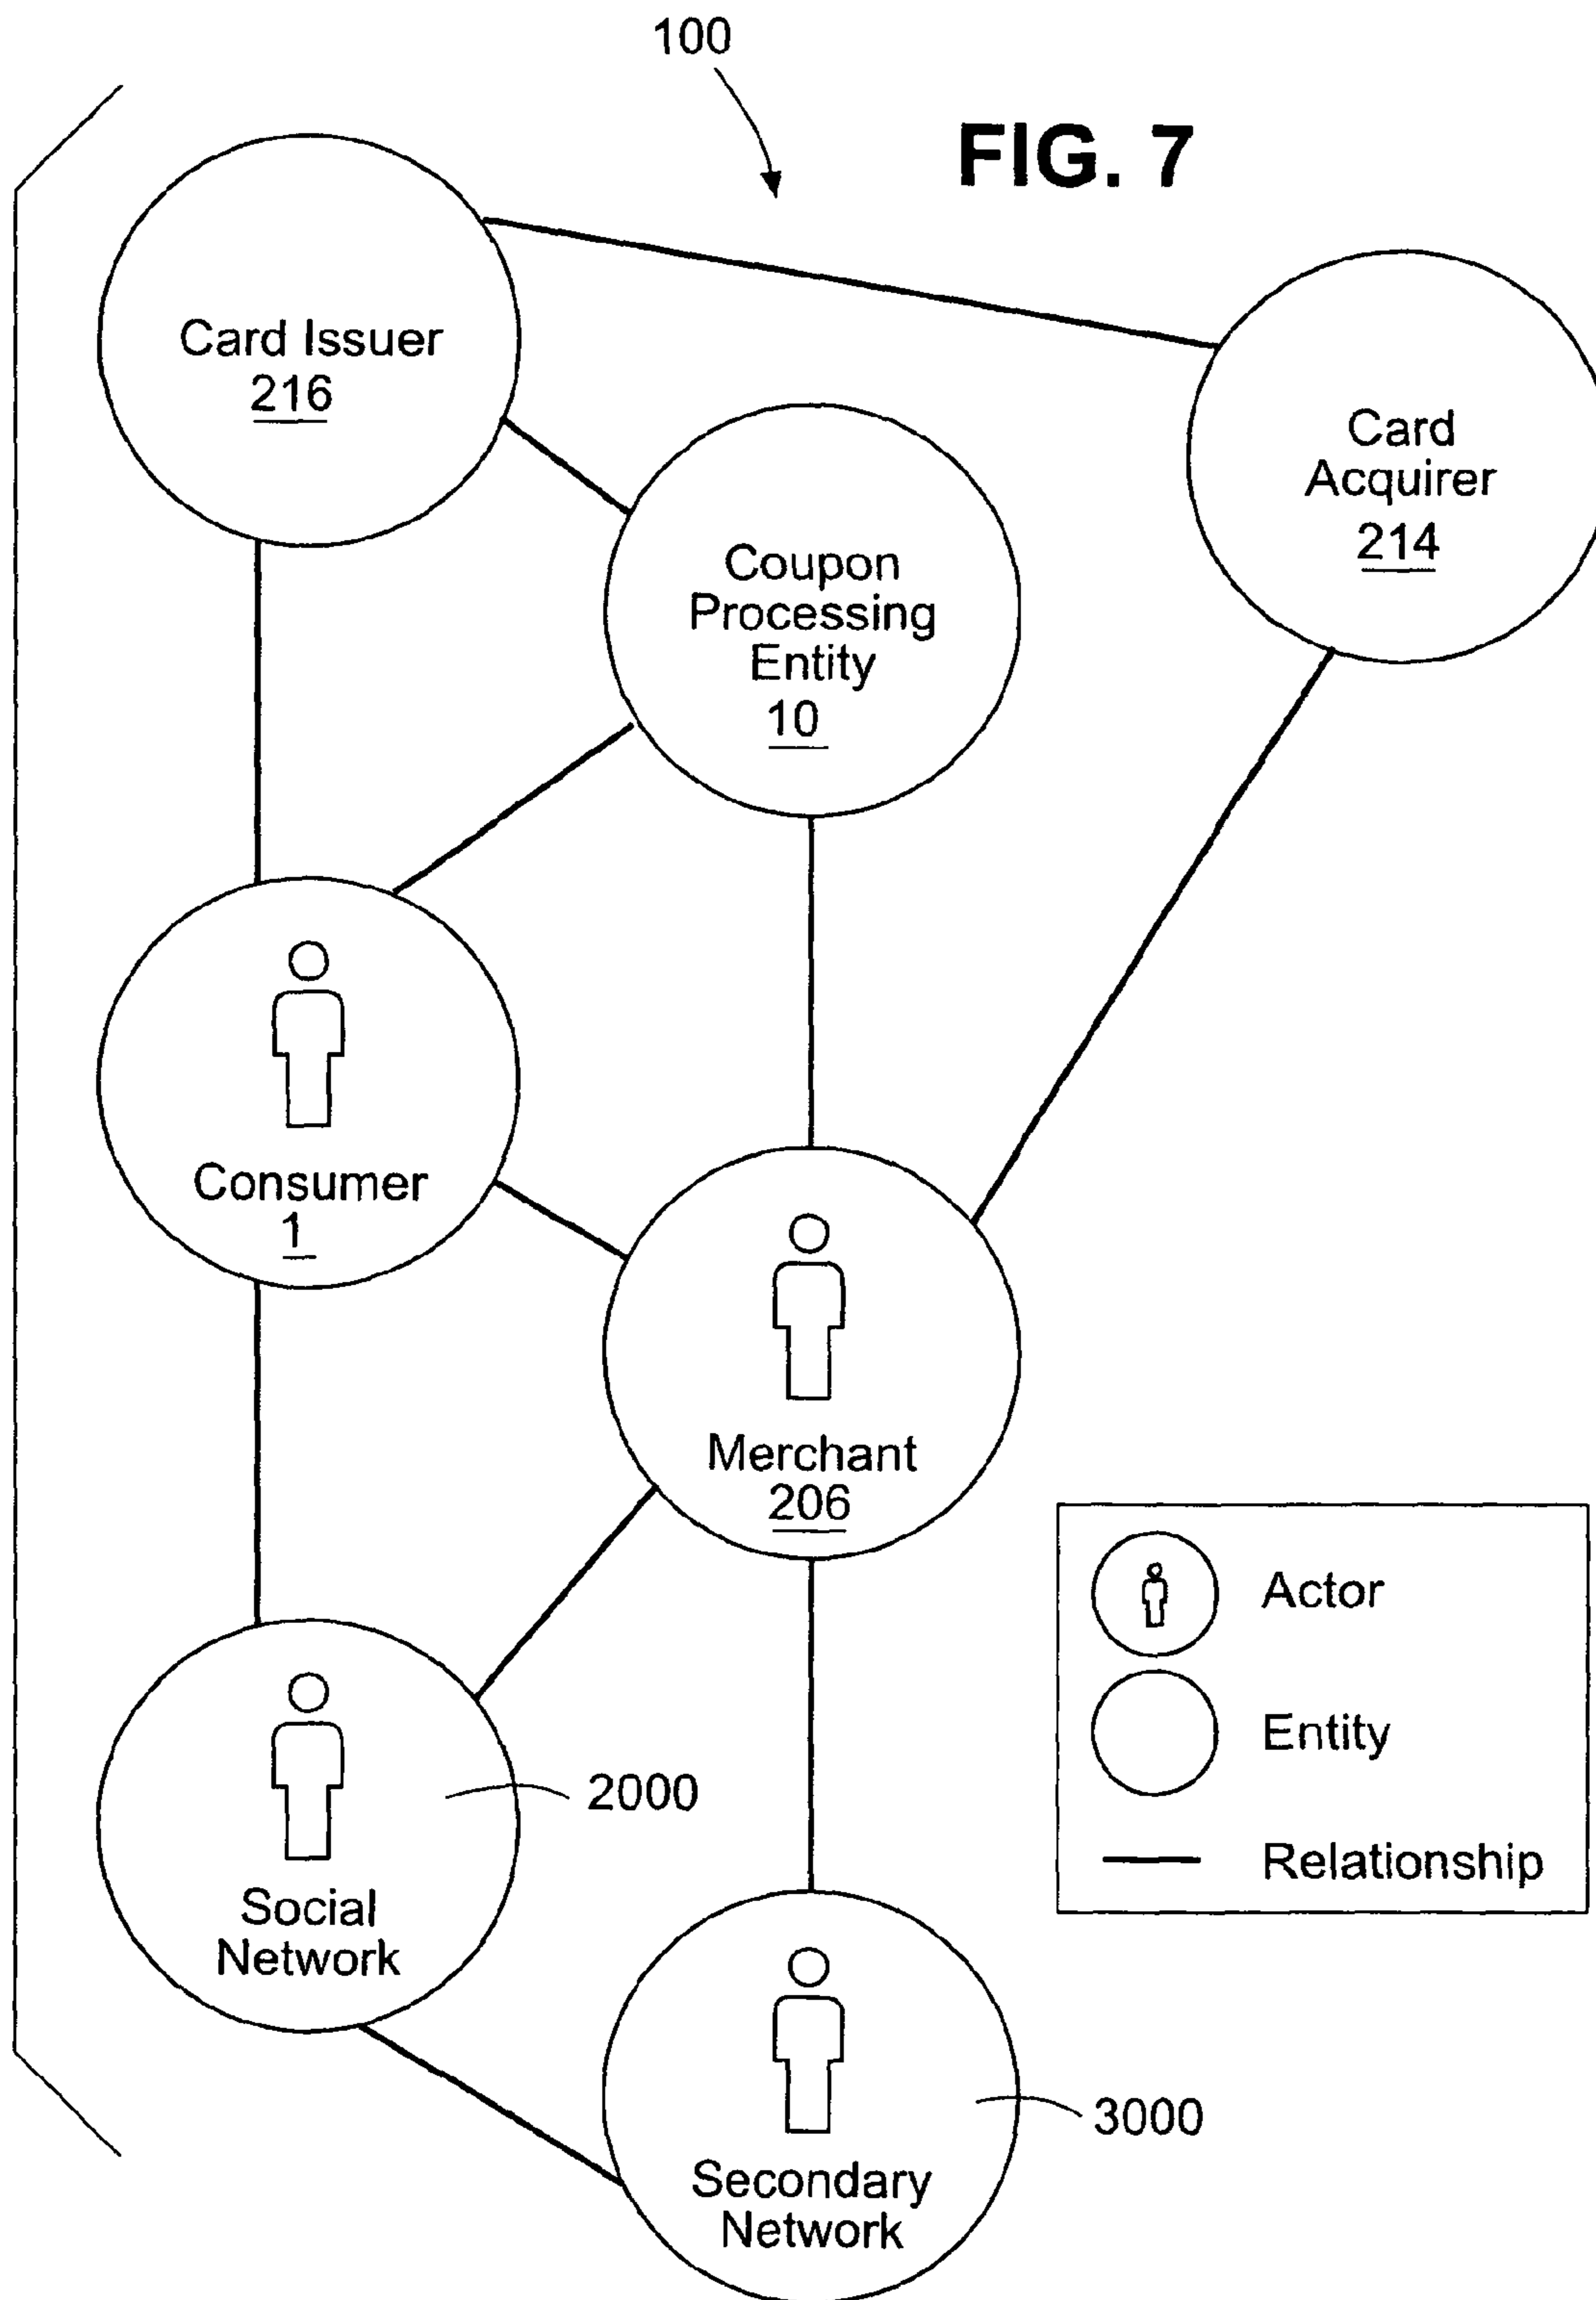 100
FIG. 7
Card Issuer
216
Card
Acquirer
214
Coupon
Processing
Entity
10
Consumer
1
Merchant
206
Actor
Entity
Relationship
2000
Social
Network
3000
Secondary
Network